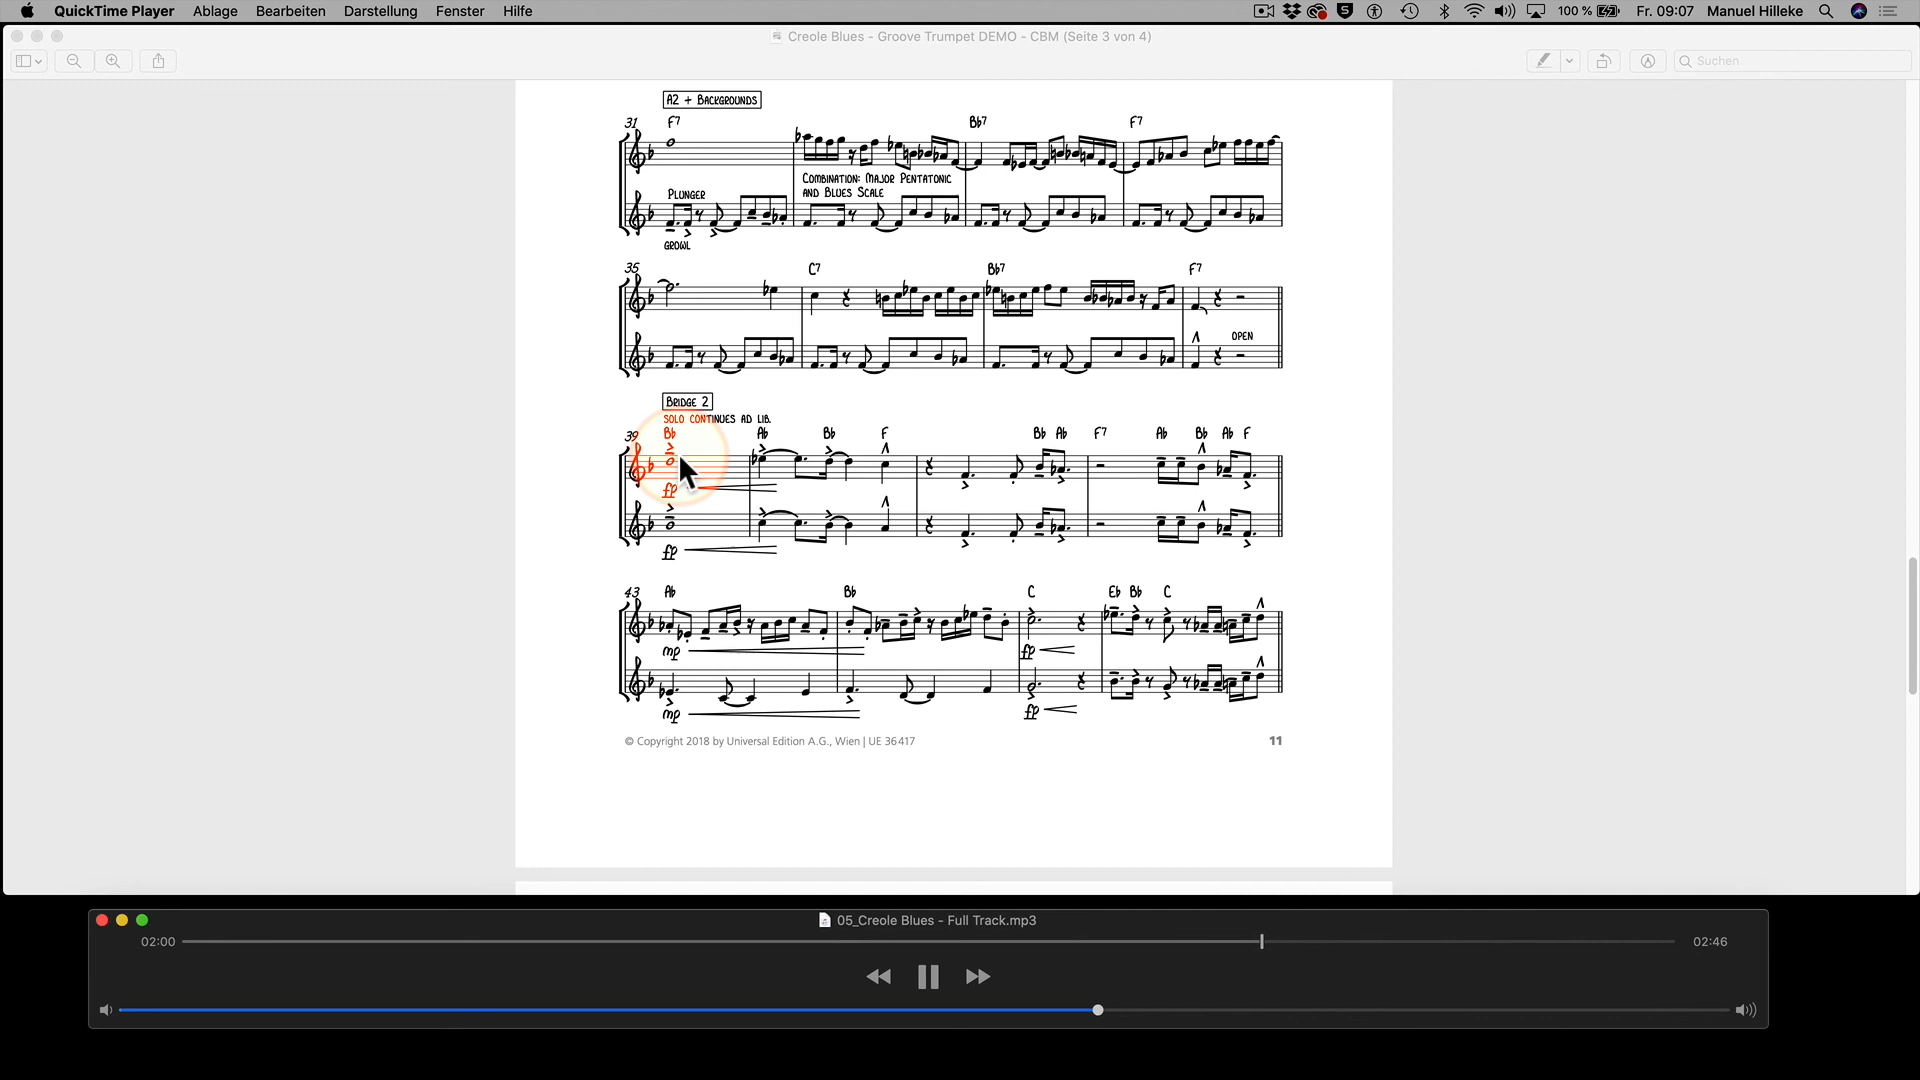 QuickTime Player Ablage Bearbeiten Darstellung Fenster Hilfe 100 % Fr. 09:07 Manuel Hilleke
Creole Blues - Groove Trumpet DEMO - CBM (Seite 3 von 4)
Suchen
A2 + BACKGROUNDS
31 F7 Bb7 F7
COMBINATION: MAJOR PENTATONIC
AND BLUES SCALE
PLUNGER
GROWL
35 C7 Bb7 F7
OPEN
BRIDGE 2
SOLO CONTINUES AD LIB.
39 Bb Ab Bb F Bb Ab F7 Ab Bb Ab F
fp
fp
43 Ab Bb C Eb Bb C
mp fp
mp fp
© Copyright 2018 by Universal Edition A.G., Wien | UE 36417 11
05_Creole Blues - Full Track.mp3
02:00 02:46